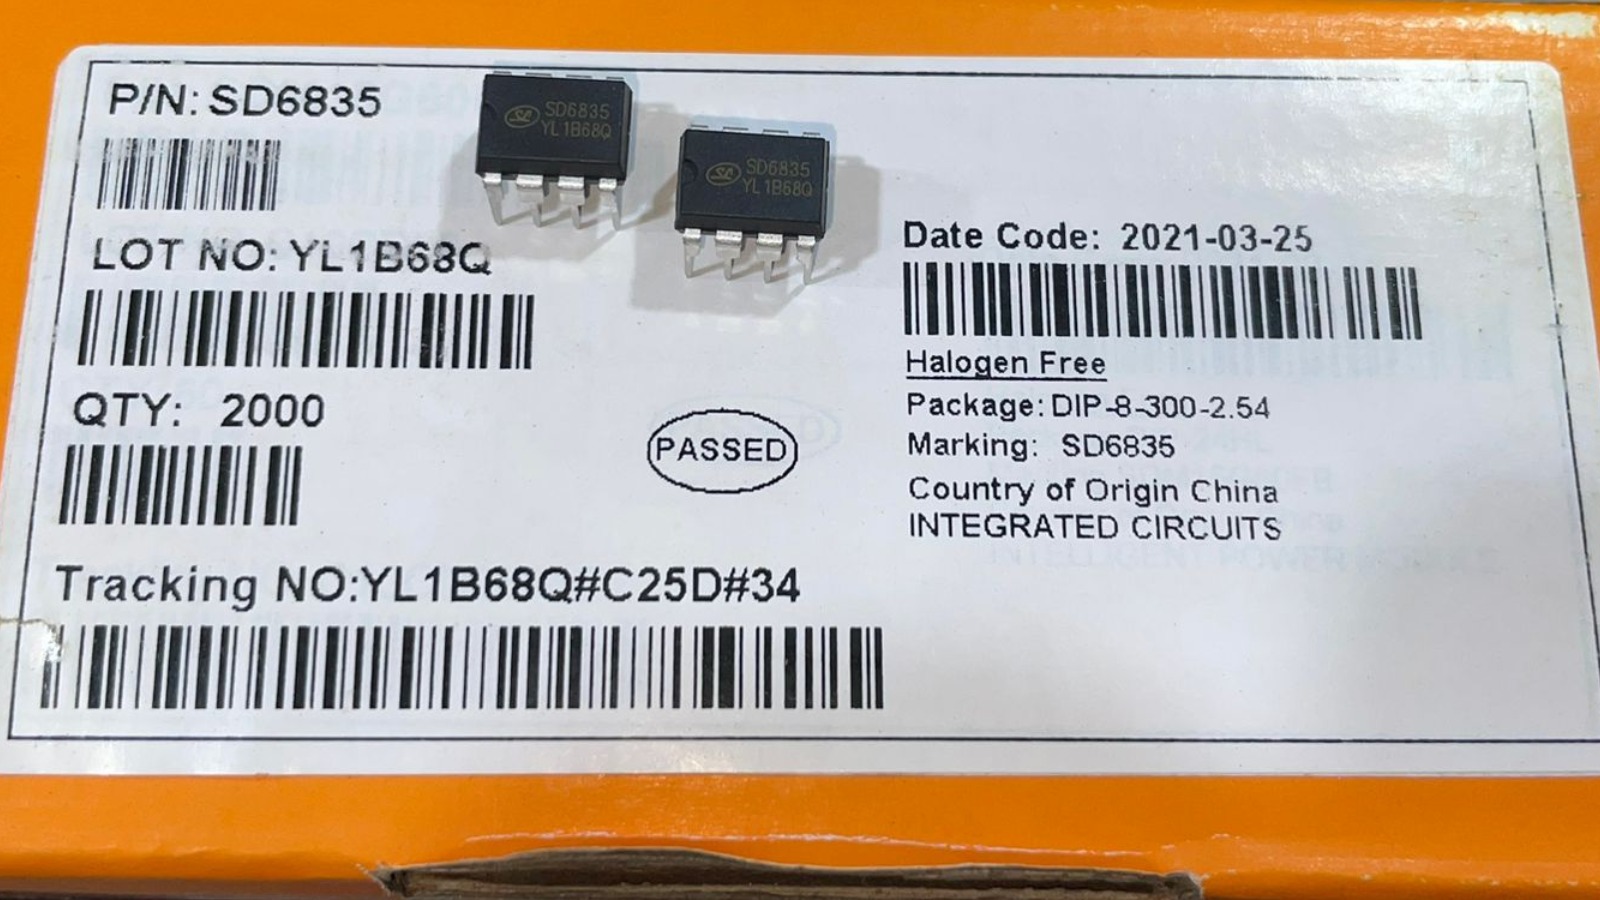 P/N: SD6835
SD6835
YL1B68Q
SD6835
YL1B68Q
LOT NO: YL1B68Q
QTY: 2000
PASSED
Tracking NO:YL1B68Q#C25D#34
Date Code: 2021-03-25
Halogen Free
Package: DIP-8-300-2.54
Marking: SD6835
Country of Origin China
INTEGRATED CIRCUITS